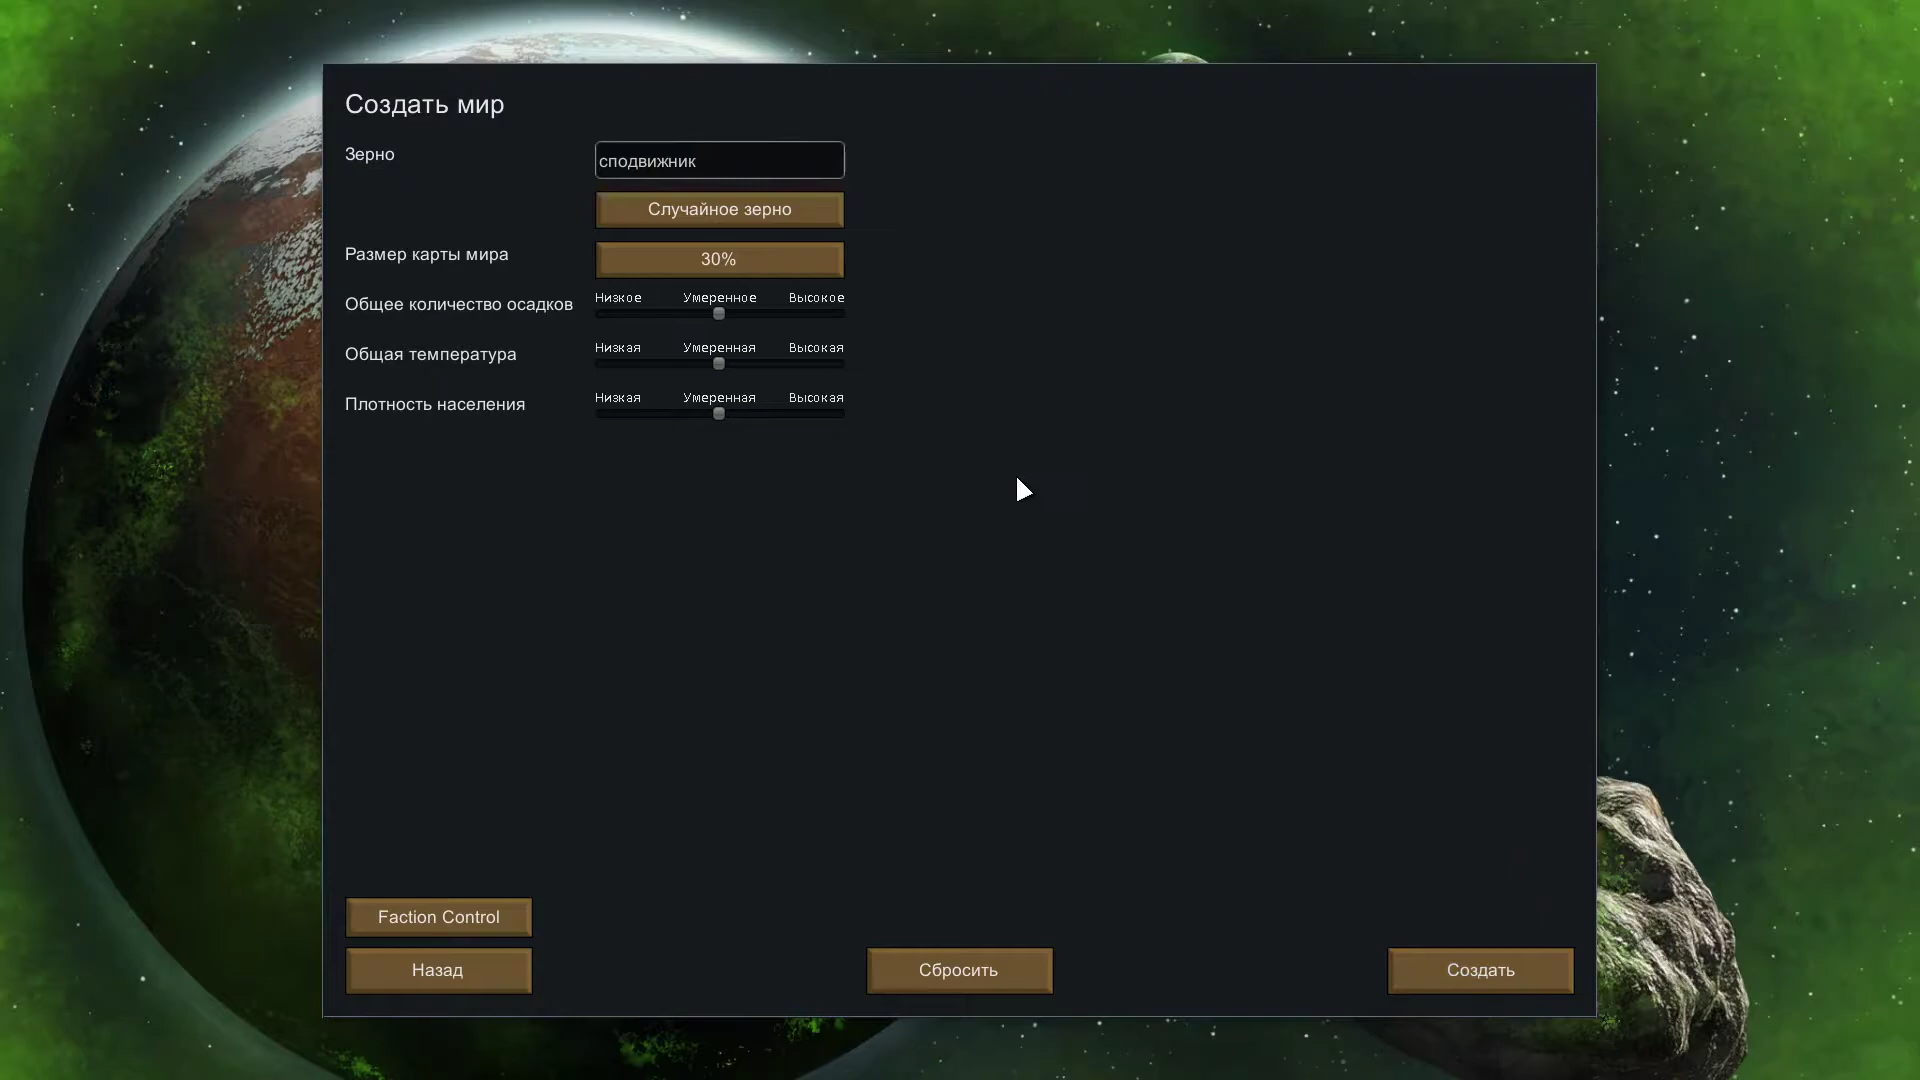 Создать мир
Зерно
сподвижник
Случайное зерно
Размер карты мира
30%
Общее количество осадков
Низкое Умеренное Высокое
Общая температура
Низкая Умеренная Высокая
Плотность населения
Низкая Умеренная Высокая
Faction Control
Назад
Сбросить
Создать